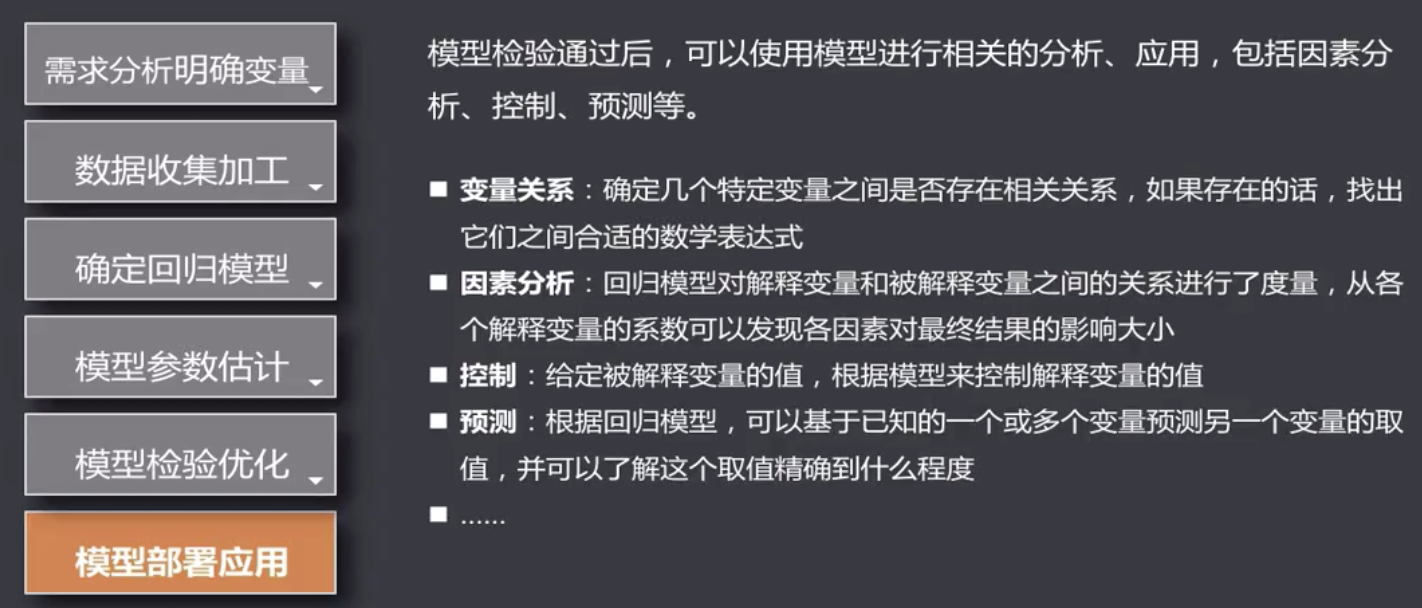 需求分析明确变量
数据收集加工
确定回归模型
模型参数估计
模型检验优化
模型部署应用
模型检验通过后，可以使用模型进行相关的分析、应用，包括因素分
析、控制、预测等。
■ 变量关系：确定几个特定变量之间是否存在相关关系，如果存在的话，找出
它们之间合适的数学表达式
■ 因素分析：回归模型对解释变量和被解释变量之间的关系进行了度量，从各
个解释变量的系数可以发现各因素对最终结果的影响大小
■ 控制：给定被解释变量的值，根据模型来控制解释变量的值
■ 预测：根据回归模型，可以基于已知的一个或多个变量预测另一个变量的取
值，并可以了解这个取值精确到什么程度
■ ......